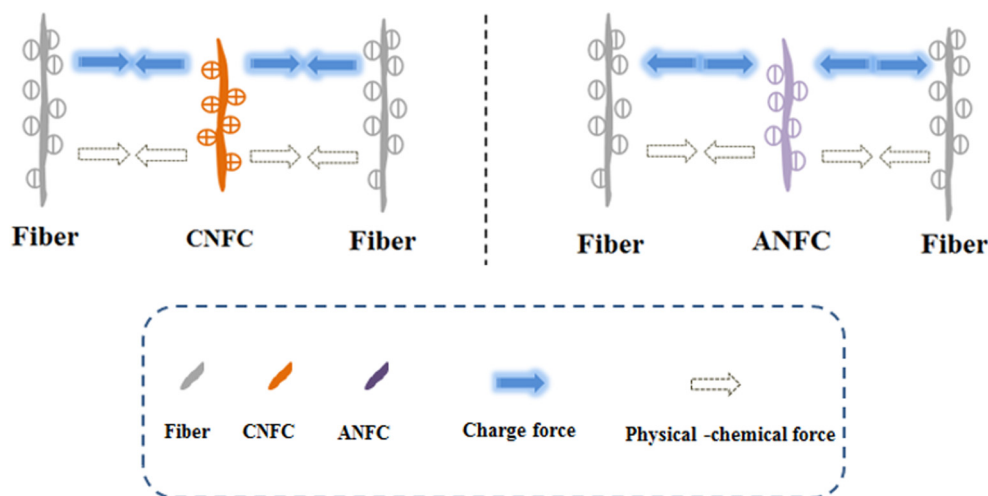 Fiber
CNFC
Fiber
Fiber
ANFC
Fiber
Fiber
CNFC
ANFC
Charge force
Physical -chemical force